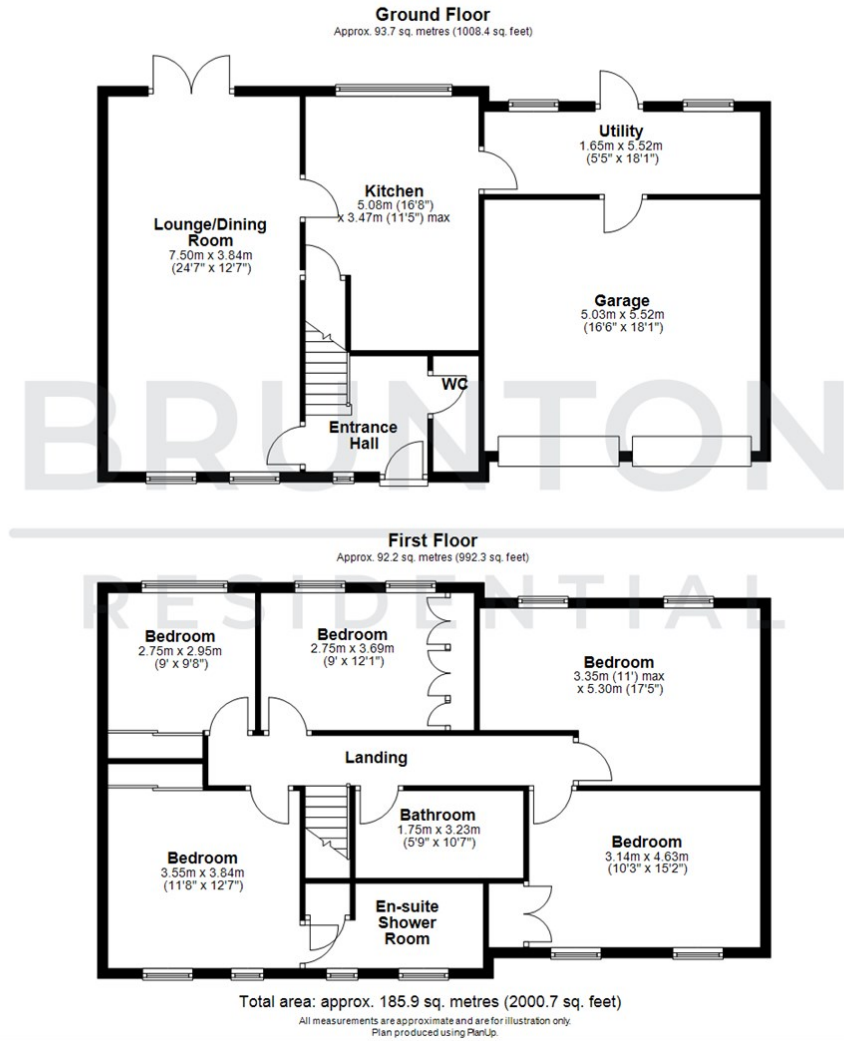 Ground Floor
Approx. 93.7 sq. metres (1008.4 sq. feet)
Utility
1.65m x 5.52m
(5'5" x 18'1")
Kitchen
5.08m (16'8")
x 3.47m (11'5") max
Lounge/Dining
Room
7.50m x 3.84m
(24'7" x 12'7")
Garage
5.03m x 5.52m
(16'6" x 18'1")
WC
Entrance
Hall
BRUNTON
First Floor
Approx. 92.2 sq. metres (992.3 sq. feet)
RESIDENTIAL
Bedroom
2.75m x 2.95m
(9' x 9'8")
Bedroom
2.75m x 3.69m
(9' x 12'1")
Bedroom
3.35m (11') max
x 5.30m (17'5")
Landing
Bathroom
1.75m x 3.23m
(5'9" x 10'7")
Bedroom
3.14m x 4.63m
(10'3" x 15'2")
Bedroom
3.55m x 3.84m
(11'8" x 12'7")
En-suite
Shower
Room
Total area: approx. 185.9 sq. metres (2000.7 sq. feet)
All measurements are approximate and are for illustration only.
Plan produced using PlanUp.